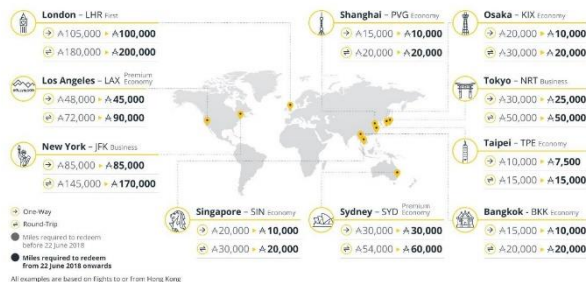 London – LHR First
A105,000 ▸ A100,000
A180,000 ▸ A200,000
Los Angeles – LAX Premium Economy
A48,000 ▸ A45,000
A72,000 ▸ A90,000
New York – JFK Business
A85,000 ▸ A85,000
A145,000 ▸ A170,000
One-Way
Round-Trip
Miles required to redeem
before 22 June 2018
Miles required to redeem
from 22 June 2018 onwards
All examples are based on flights to or from Hong Kong
Singapore – SIN Economy
A20,000 ▸ A10,000
A30,000 ▸ A20,000
Shanghai – PVG Economy
A15,000 ▸ A10,000
A20,000 ▸ A20,000
Sydney – SYD Premium Economy
A30,000 ▸ A30,000
A54,000 ▸ A60,000
Osaka – KIX Economy
A20,000 ▸ A10,000
A30,000 ▸ A20,000
Tokyo – NRT Business
A30,000 ▸ A25,000
A50,000 ▸ A50,000
Taipei – TPE Economy
A10,000 ▸ A7,500
A15,000 ▸ A15,000
Bangkok - BKK Economy
A15,000 ▸ A10,000
A20,000 ▸ A20,000